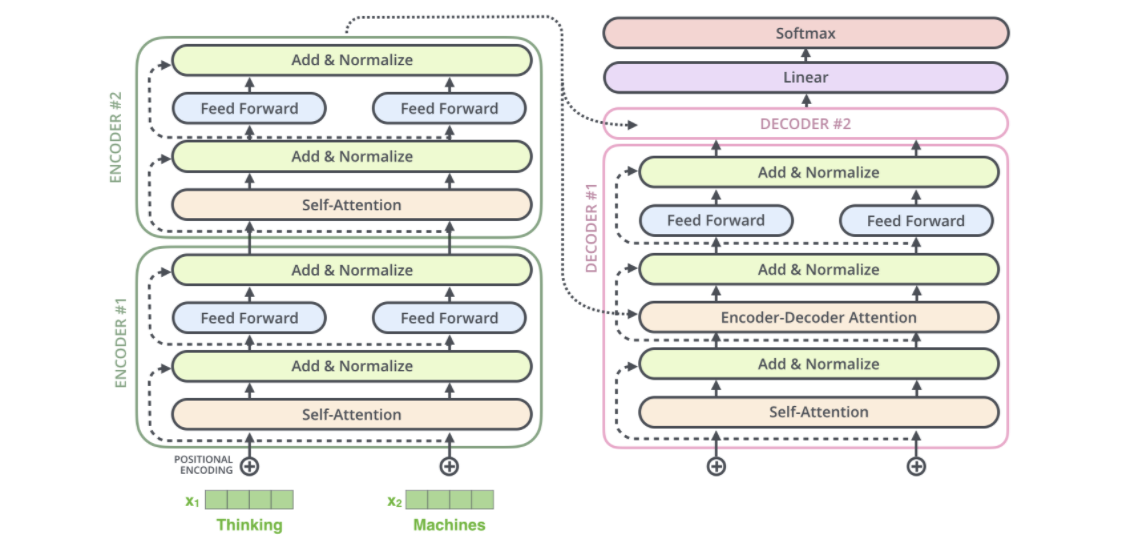 ENCODER #2
Add & Normalize
Feed Forward
Feed Forward
Add & Normalize
Self-Attention
ENCODER #1
Add & Normalize
Feed Forward
Feed Forward
Add & Normalize
Self-Attention
POSITIONAL
ENCODING
x1
x2
Thinking
Machines
Softmax
Linear
DECODER #2
DECODER #1
Add & Normalize
Feed Forward
Feed Forward
Add & Normalize
Encoder-Decoder Attention
Add & Normalize
Self-Attention